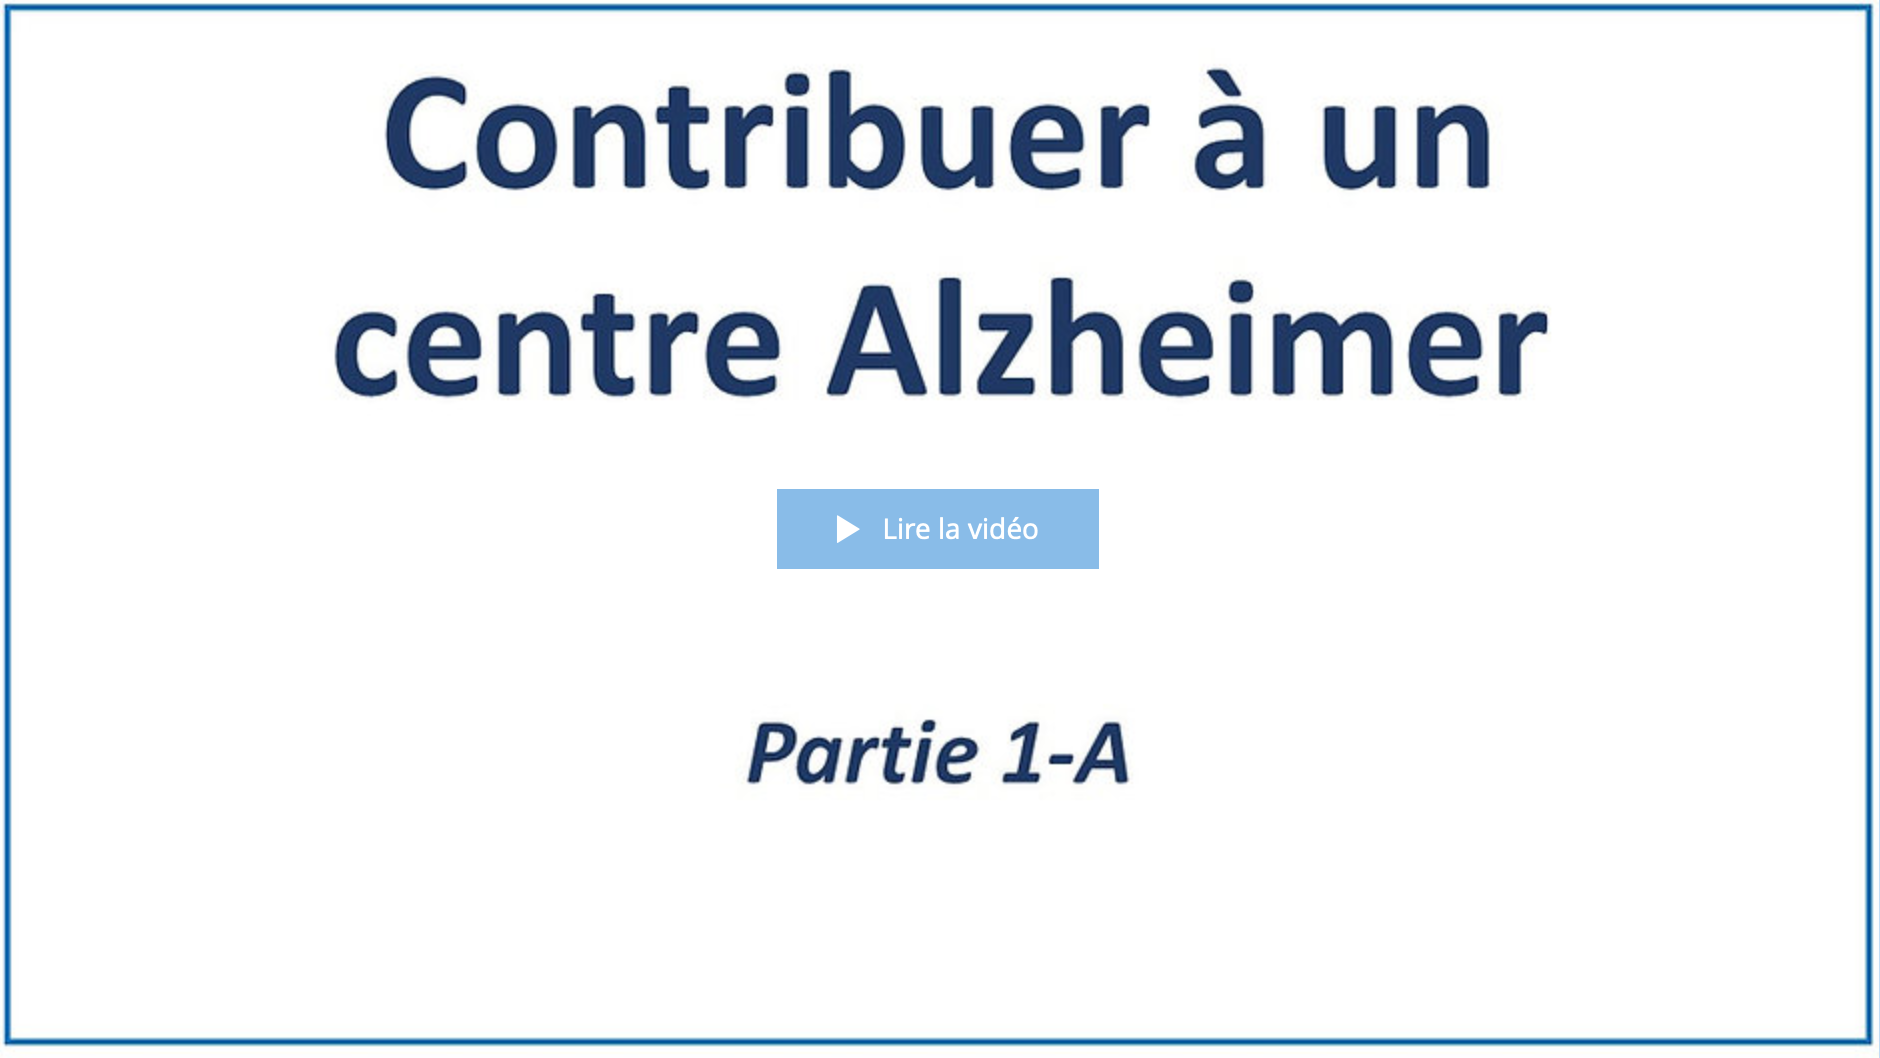 Contribuer à un
centre Alzheimer
Lire la vidéo
Partie 1-A